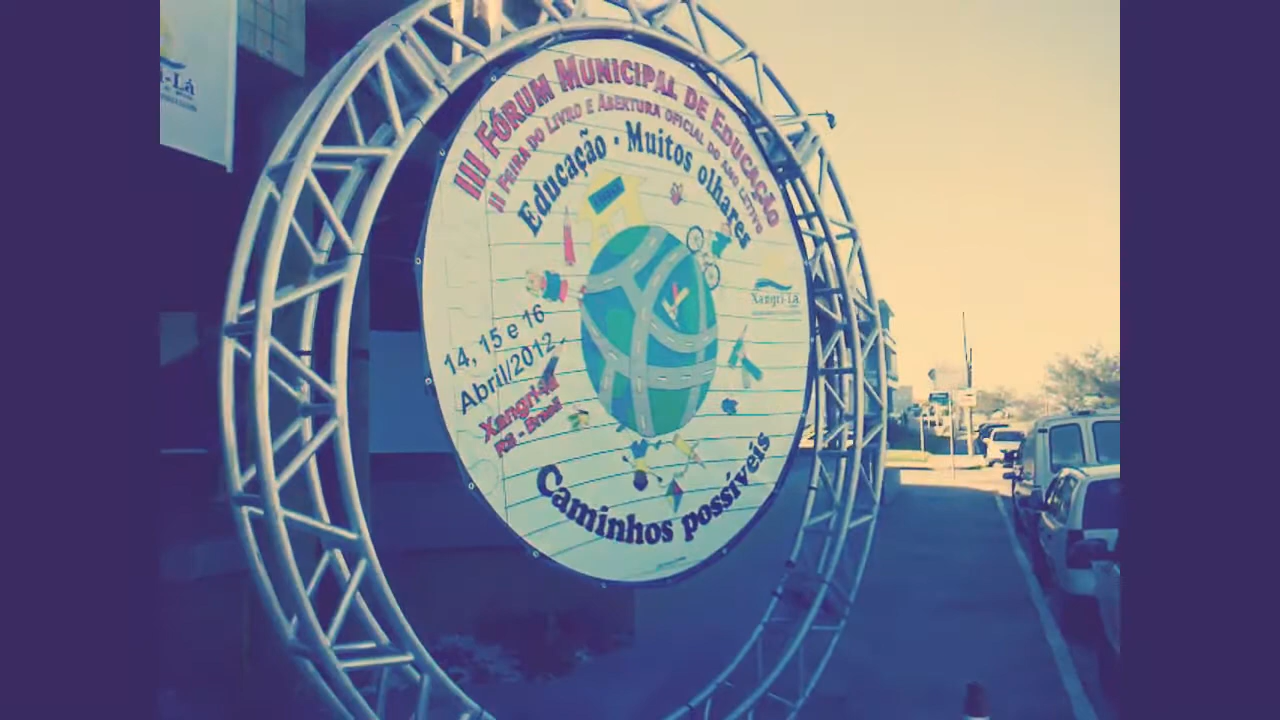 III FÓRUM MUNICIPAL DE EDUCAÇÃO
II FEIRA DO LIVRO E ABERTURA OFICIAL DO ANO LETIVO
Educação - Muitos olhares
Xangri-Lá
14, 15 e 16
Abril/2012
Xangri-lá
RS - Brasil
Caminhos possíveis
-Lá